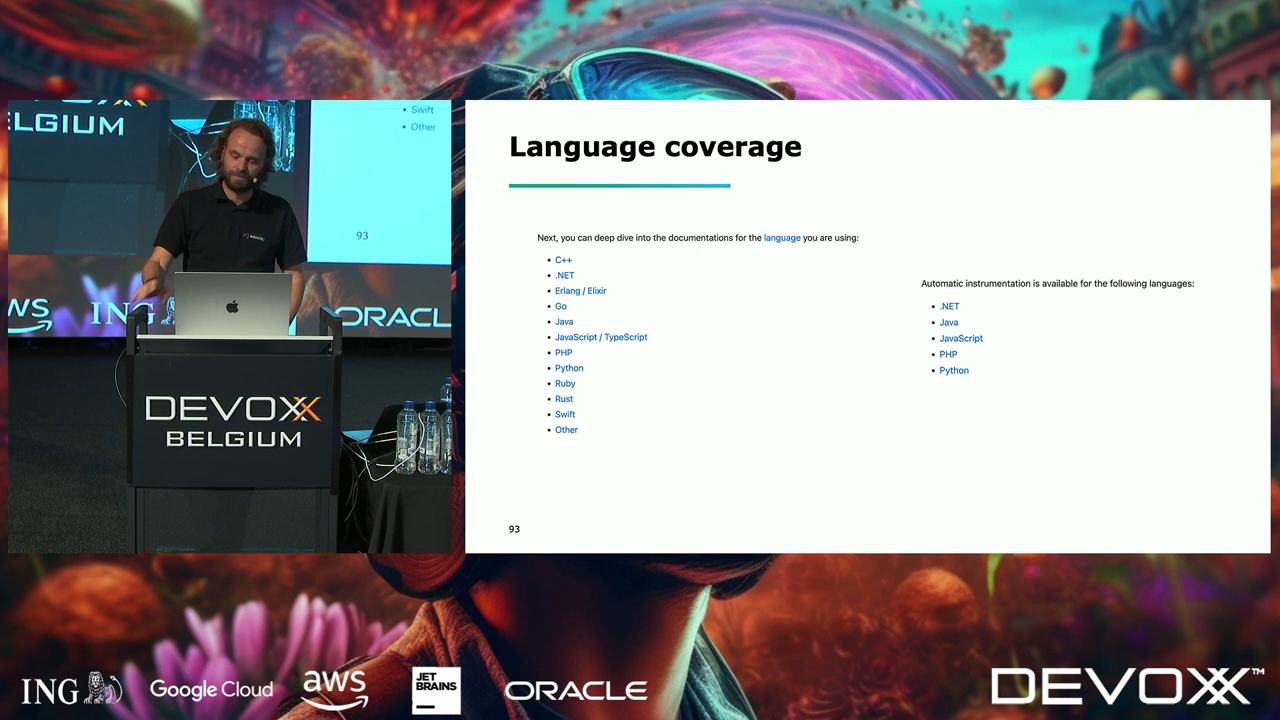 LGIUM
Swift
Other
93
WS
ING
ORACL
DEVOXX
BELGIUM
Language coverage
Next, you can deep dive into the documentations for the language you are using:
• C++
• .NET
• Erlang / Elixir
• Go
• Java
• JavaScript / TypeScript
• PHP
• Python
• Ruby
• Rust
• Swift
• Other
Automatic instrumentation is available for the following languages:
• .NET
• Java
• JavaScript
• PHP
• Python
93
ING
Google Cloud
aws
JET
BRAINS
ORACLE
DEVOXX™